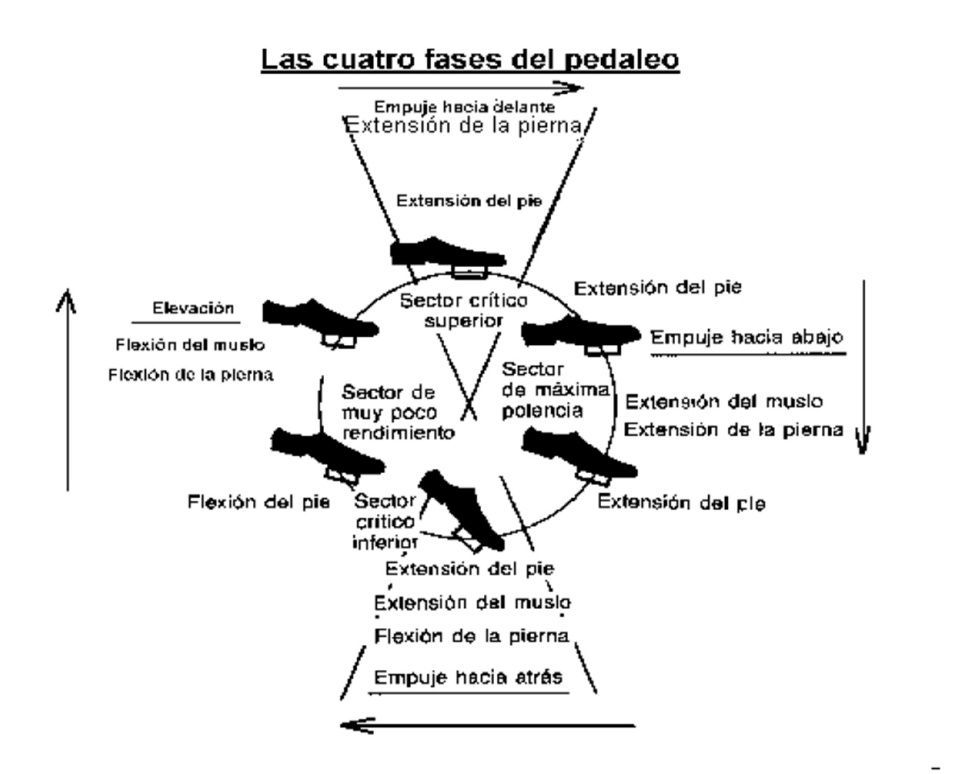 Las cuatro fases del pedaleo
Empuje hacia delante
Extensión de la pierna
Extensión del pie
Sector crítico
superior
Extensión del pie
Empuje hacia abajo
Elevación
Flexión del muslo
Flexión de la pierna
Sector
de máxima
potencia
Sector de
muy poco
rendimiento
Extensión del muslo
Extensión de la pierna
Flexión del pie
Extensión del pie
Sector
crítico
inferior
Extensión del pie
Extensión del muslo
Flexión de la pierna
Empuje hacia atrás